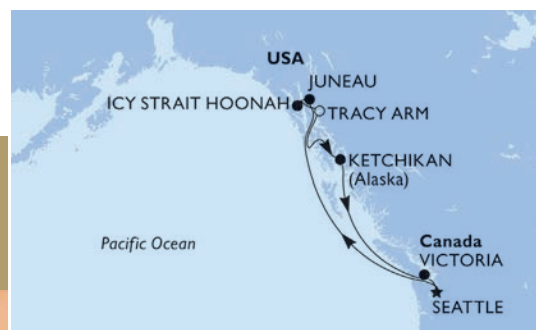 USA
JUNEAU
ICY STRAIT HOONAH
TRACY ARM
KETCHIKAN
(Alaska)
Pacific Ocean
Canada
VICTORIA
SEATTLE